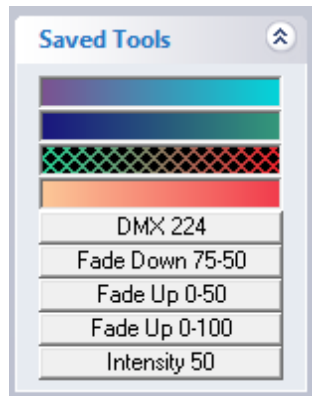 Saved Tools
DMX 224
Fade Down 75-50
Fade Up 0-50
Fade Up 0-100
Intensity 50